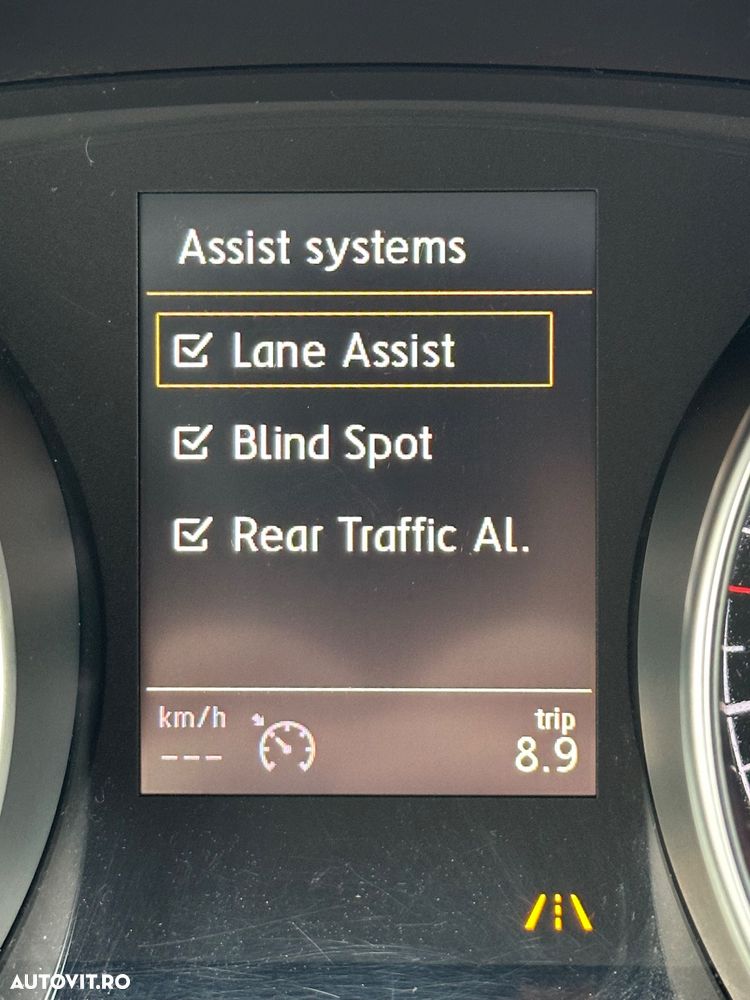 Assist systems
Lane Assist
Blind Spot
Rear Traffic Al.
km/h
trip
---
8.9
AUTOVIT.RO